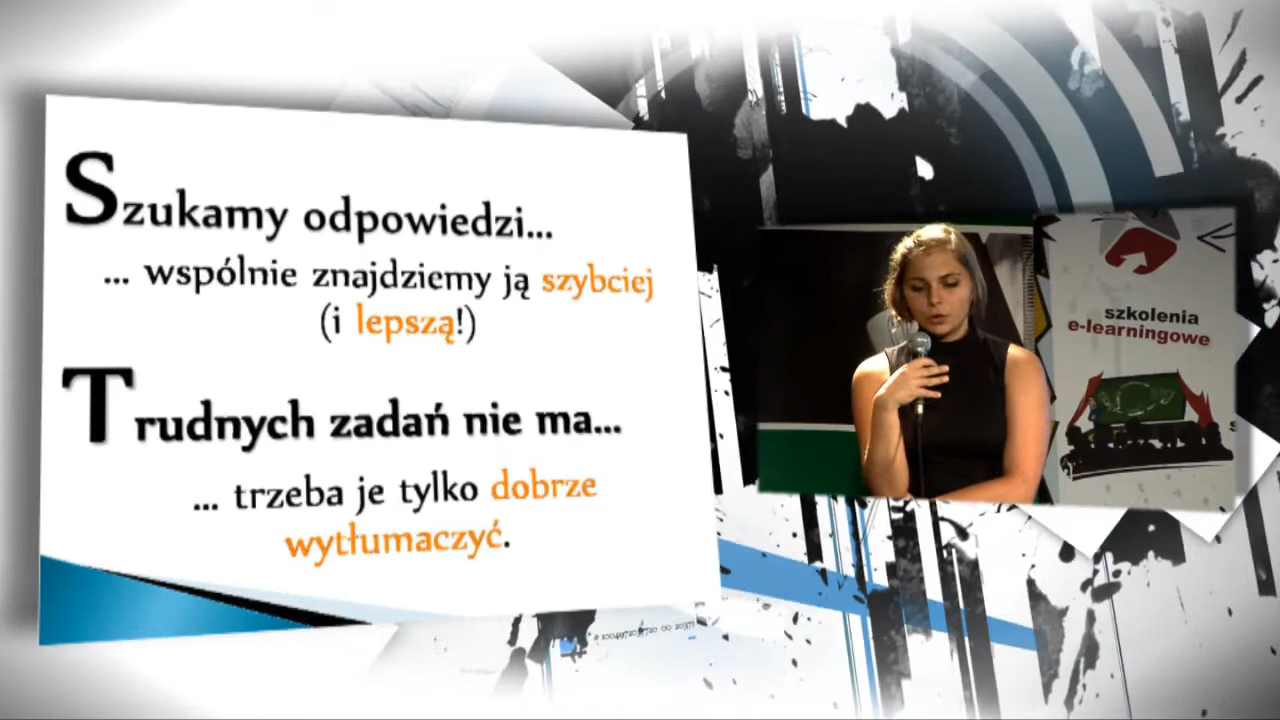 Szukamy odpowiedzi...
... wspólnie znajdziemy ją szybciej
(i lepszą!)
Trudnych zadań nie ma...
... trzeba je tylko dobrze
wytłumaczyć.
szkolenia
e-learningowe